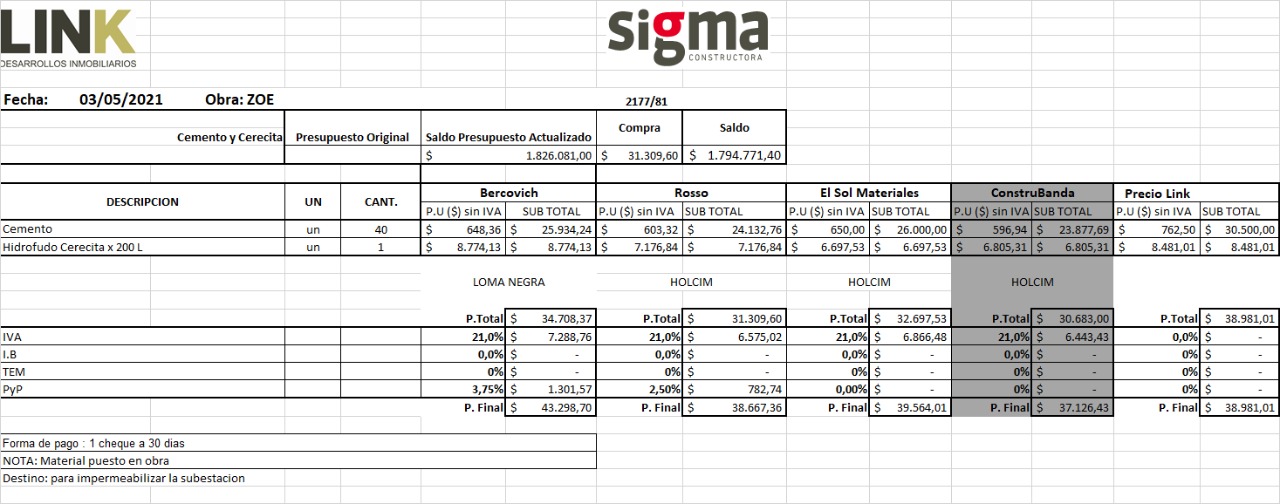 LINK
DESARROLLOS INMOBILIARIOS
sigma
CONSTRUCTORA
Fecha: 03/05/2021 Obra: ZOE 2177/81
Cemento y Cerecita Presupuesto Original Saldo Presupuesto Actualizado Compra Saldo
$ 1.826.081,00 $ 31.309,60 $ 1.794.771,40
DESCRIPCION UN CANT. Bercovich Rosso El Sol Materiales ConstruBanda Precio Link
P.U ($) sin IVA SUB TOTAL P.U ($) sin IVA SUB TOTAL P.U ($) sin IVA SUB TOTAL P.U ($) sin IVA SUB TOTAL P.U ($) sin IVA SUB TOTAL
Cemento un 40 $ 648,36 $ 25.934,24 $ 603,32 $ 24.132,76 $ 650,00 $ 26.000,00 $ 596,94 $ 23.877,69 $ 762,50 $ 30.500,00
Hidrofudo Cerecita x 200 L un 1 $ 8.774,13 $ 8.774,13 $ 7.176,84 $ 7.176,84 $ 6.697,53 $ 6.697,53 $ 6.805,31 $ 6.805,31 $ 8.481,01 $ 8.481,01
LOMA NEGRA HOLCIM HOLCIM HOLCIM
P.Total $ 34.708,37 P.Total $ 31.309,60 P.Total $ 32.697,53 P.Total $ 30.683,00 P.Total $ 38.981,01
IVA 21,0% $ 7.288,76 21,0% $ 6.575,02 21,0% $ 6.866,48 21,0% $ 6.443,43 0,0% $ -
I.B 0,0% $ - 0,0% $ - 0,0% $ - 0,0% $ - 0% $ -
TEM 0% $ - 0% $ - 0% $ - 0% $ - 0% $ -
PyP 3,75% $ 1.301,57 2,50% $ 782,74 0,00% $ - 0% $ - 0% $ -
P. Final $ 43.298,70 P. Final $ 38.667,36 P. Final $ 39.564,01 P. Final $ 37.126,43 P. Final $ 38.981,01
Forma de pago : 1 cheque a 30 dias
NOTA: Material puesto en obra
Destino: para impermeabilizar la subestacion